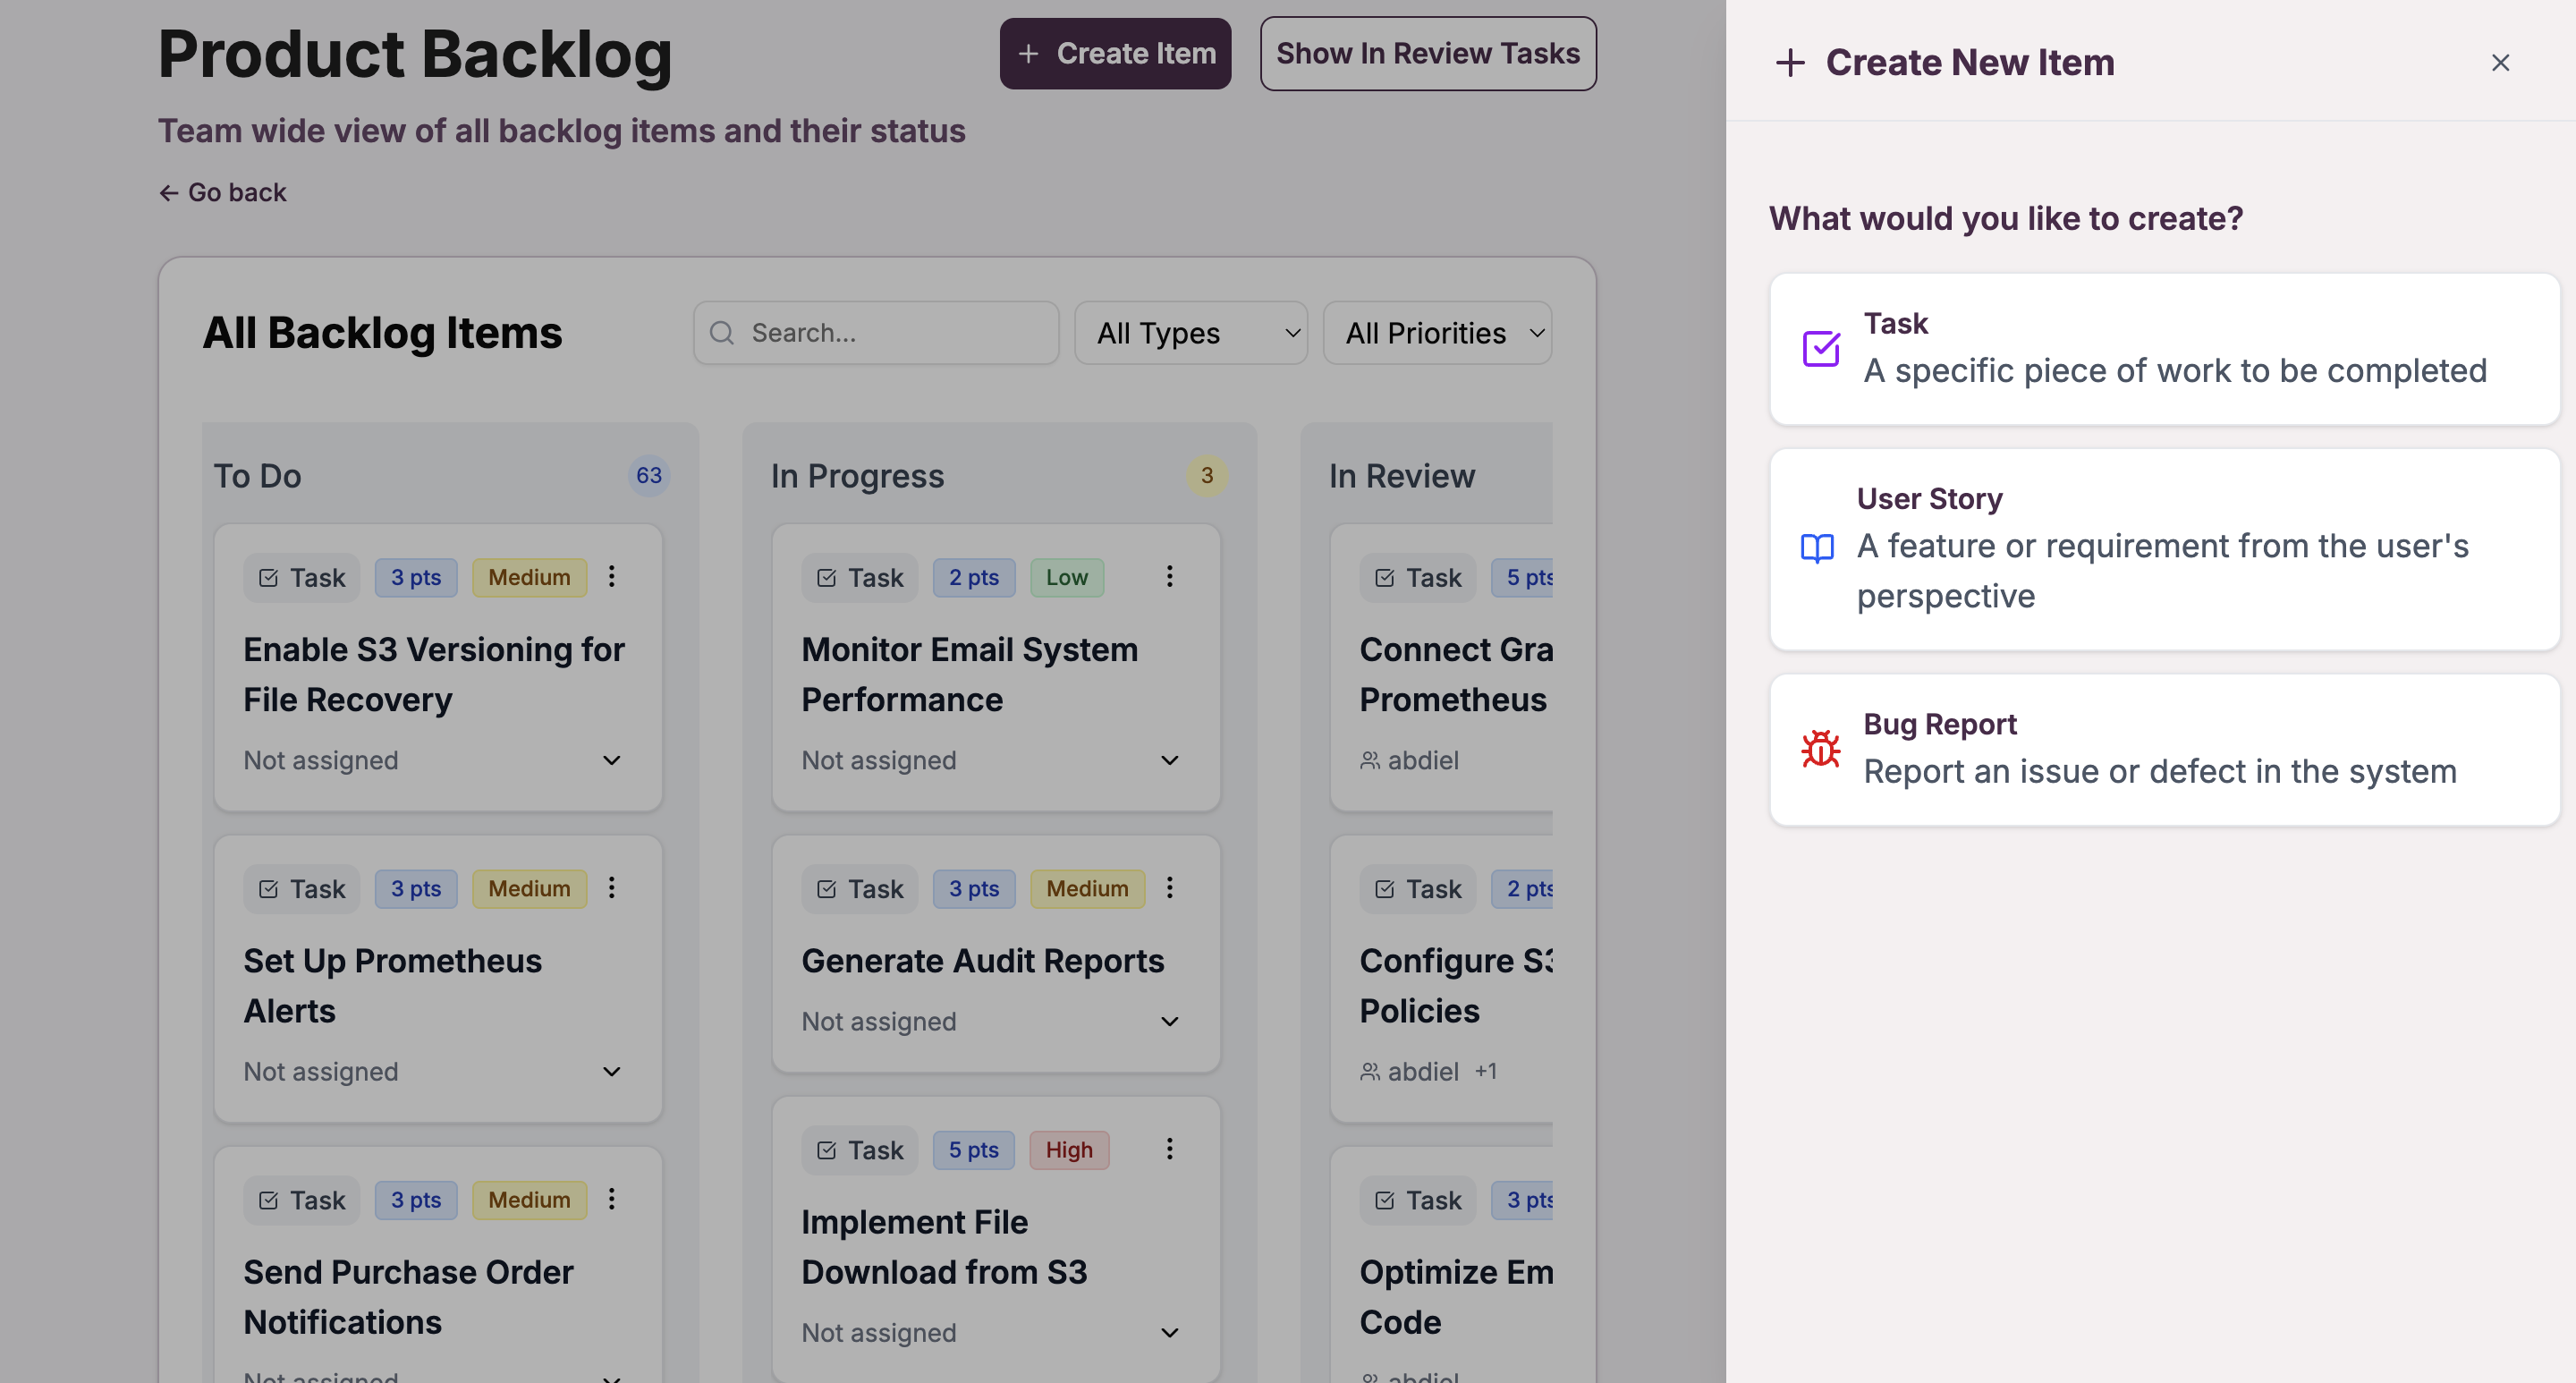 Product Backlog
Create Item
Show In Review Tasks
Team wide view of all backlog items and their status
Go back
All Backlog Items
Search...
All Types
All Priorities
To Do
63
Task
3 pts
Medium
Enable S3 Versioning for
File Recovery
Not assigned
Task
3 pts
Medium
Set Up Prometheus
Alerts
Not assigned
Task
3 pts
Medium
Send Purchase Order
Notifications
Not assigned
In Progress
3
Task
2 pts
Low
Monitor Email System
Performance
Not assigned
Task
3 pts
Medium
Generate Audit Reports
Not assigned
Task
5 pts
High
Implement File
Download from S3
Not assigned
In Review
Task
5 pts
Connect Gra
Prometheus
abdiel
Task
2 pts
Configure S3
Policies
abdiel +1
Task
3 pts
Optimize Em
Code
abdiel
Create New Item
What would you like to create?
Task
A specific piece of work to be completed
User Story
A feature or requirement from the user's
perspective
Bug Report
Report an issue or defect in the system